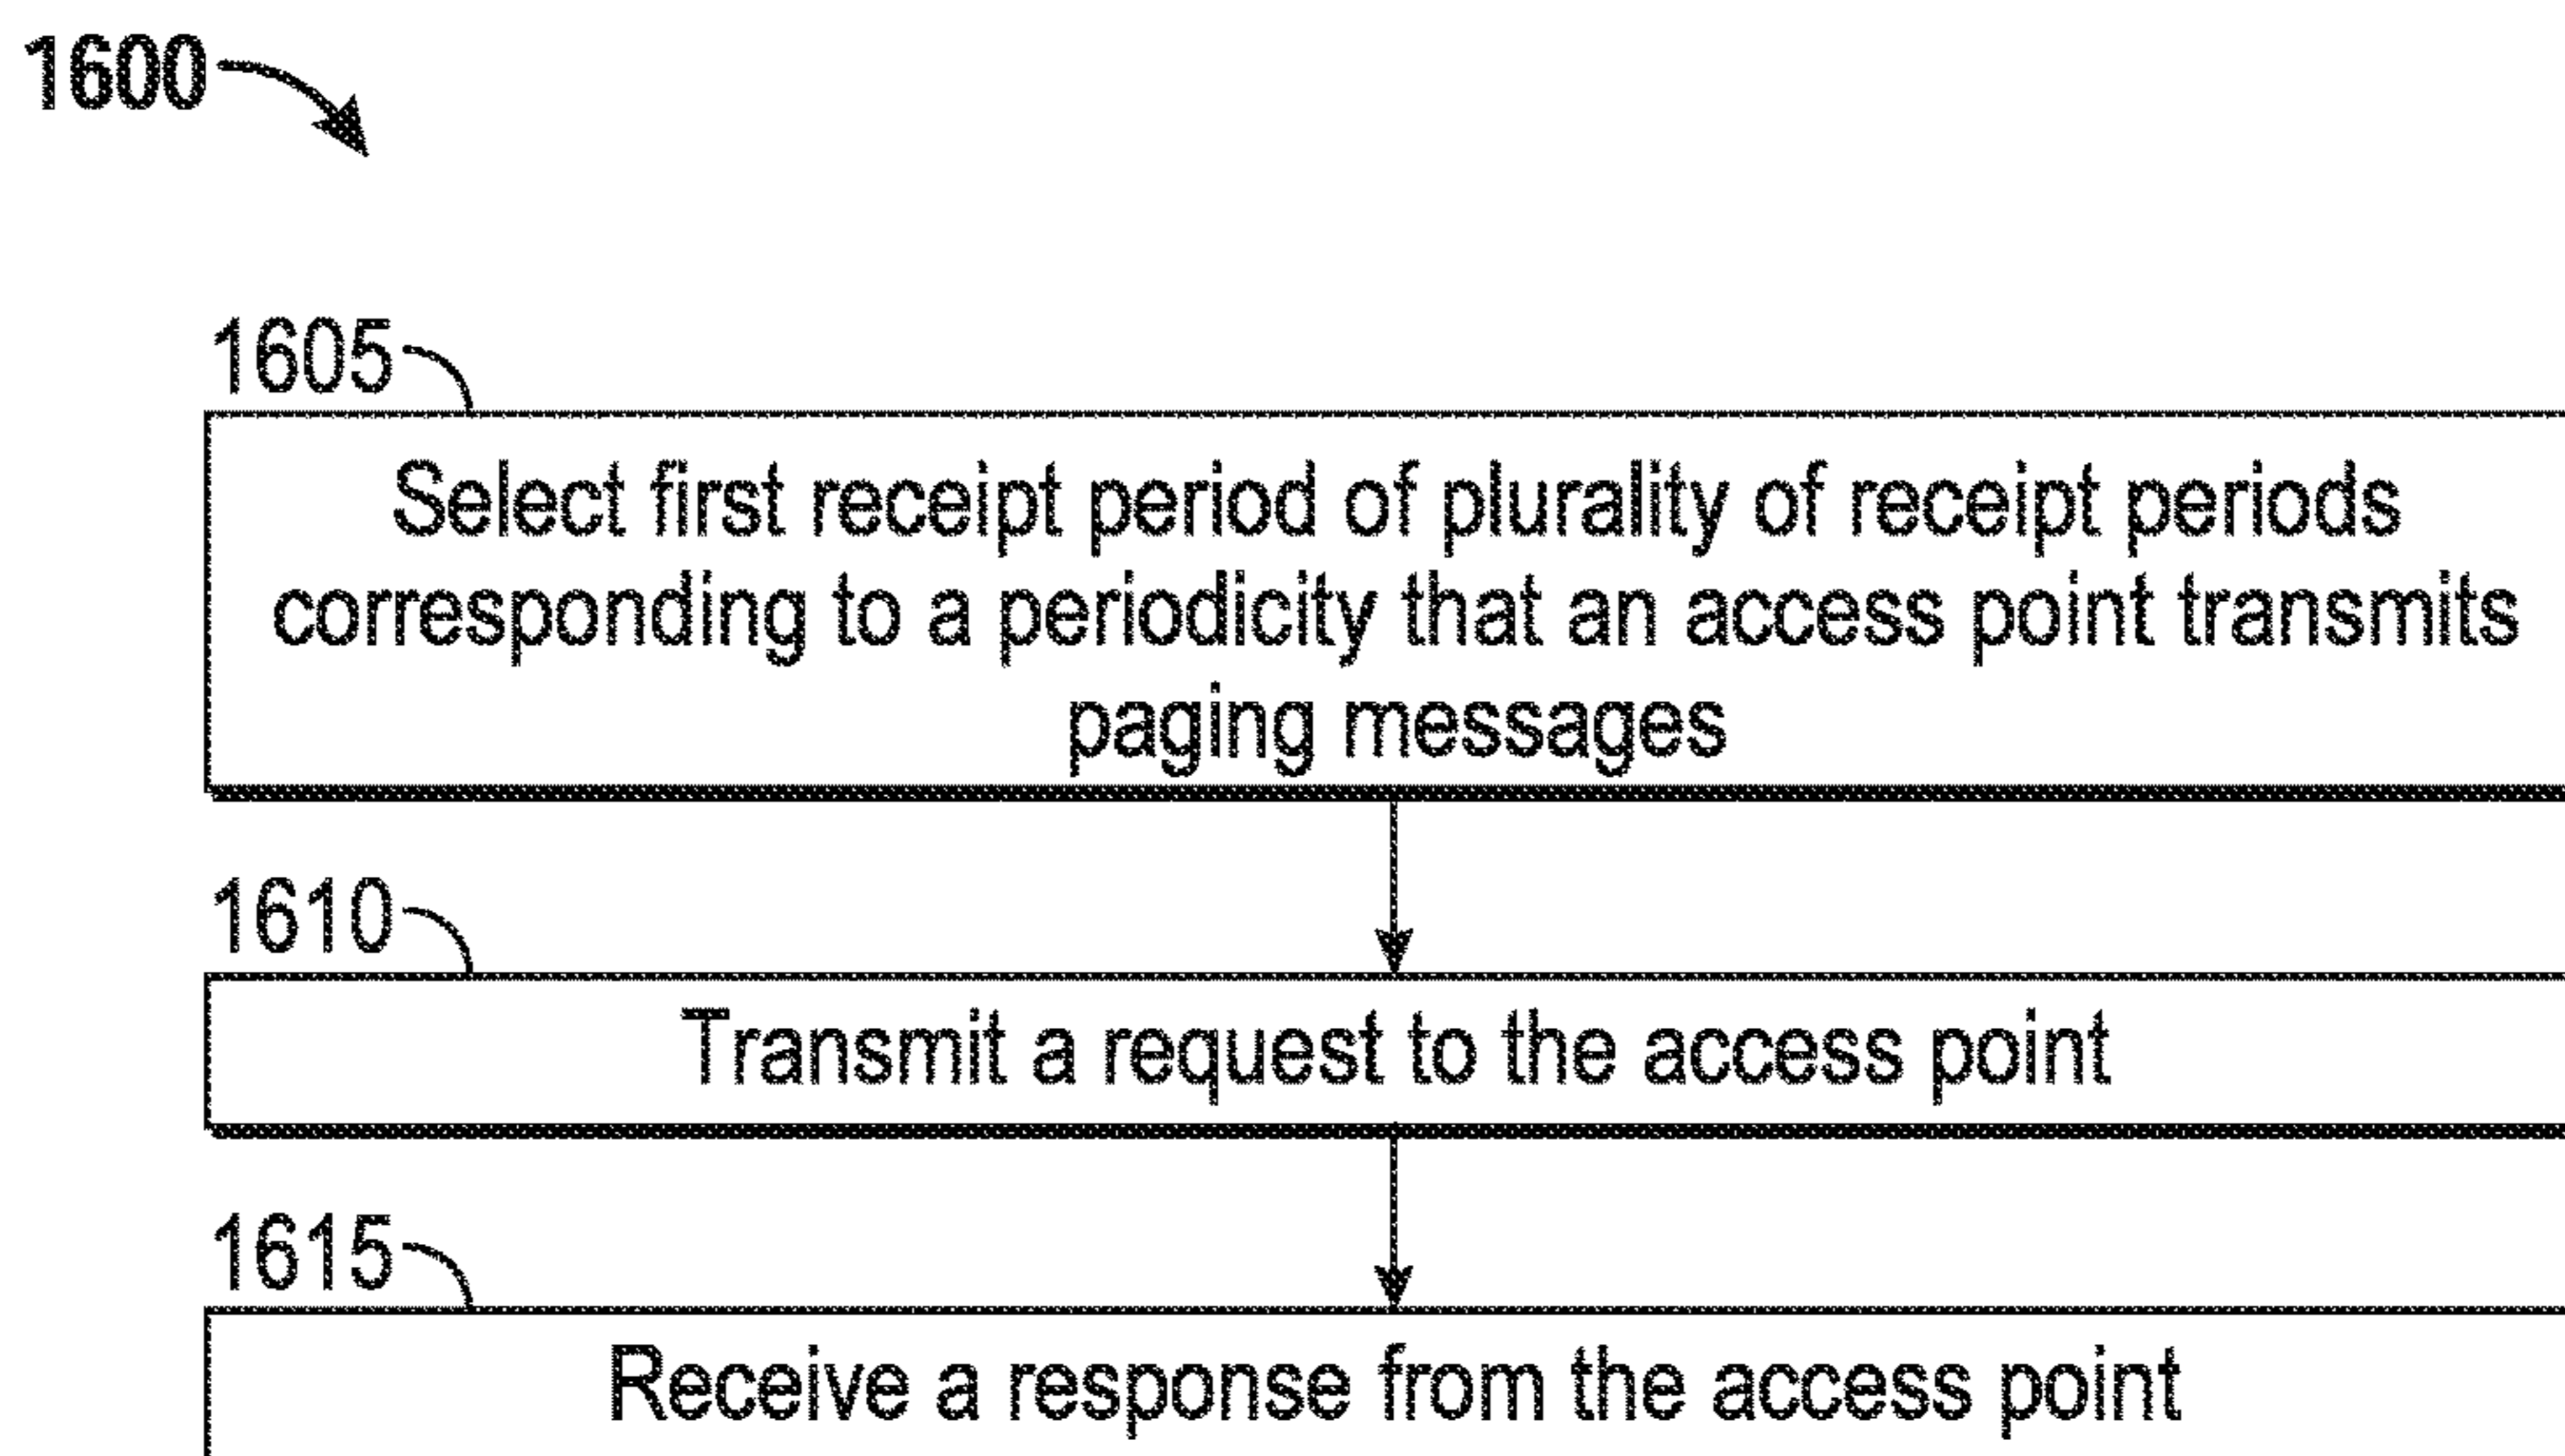 1600
1605
Select first receipt period of plurality of receipt periods
corresponding to a periodicity that an access point transmits
paging messages
1610
Transmit a request to the access point
1615
Receive a response from the access point